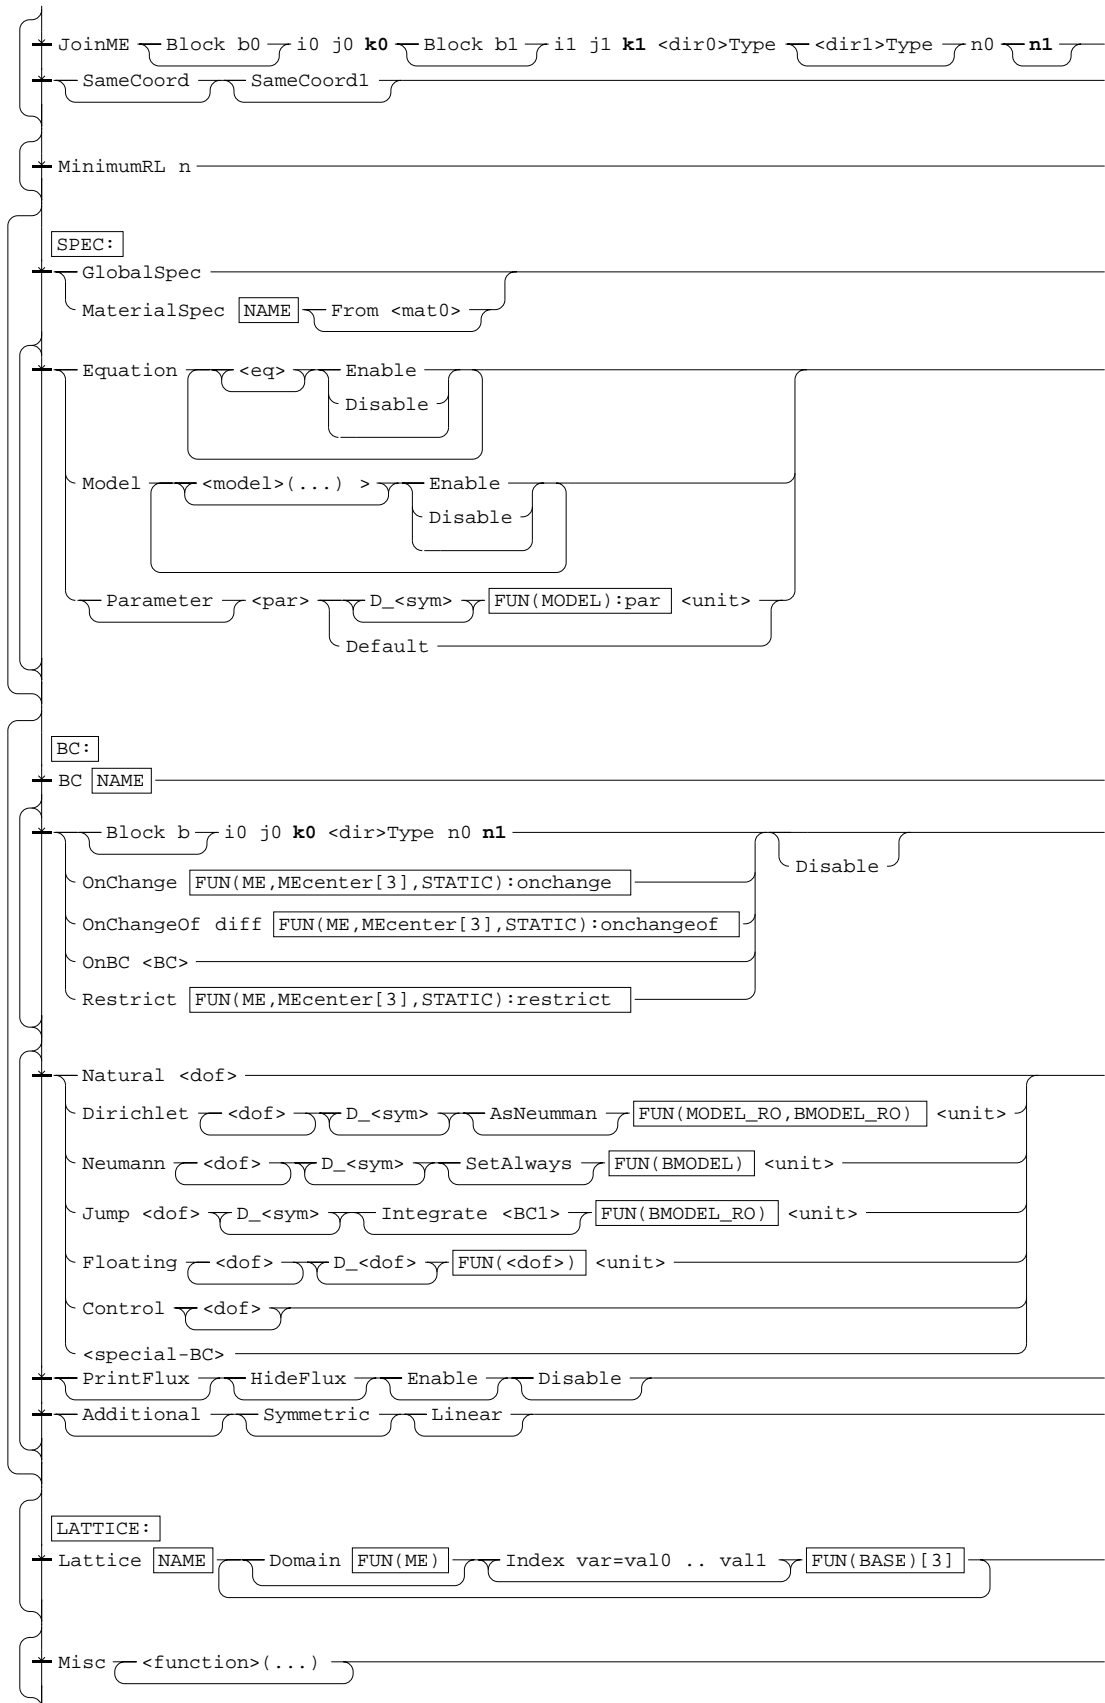 JoinME Block b0 i0 j0 k0 Block b1 i1 j1 k1 <dir0>Type <dir1>Type n0 n1
SameCoord SameCoord1
MinimumRL n
SPEC:
GlobalSpec
MaterialSpec NAME From <mat0>
Equation <eq> Enable
Disable
Model <model>(...) > Enable
Disable
Parameter <par> D_<sym> FUN(MODEL):par <unit>
Default
BC:
BC NAME
Block b i0 j0 k0 <dir>Type n0 n1
Disable
OnChange FUN(ME,MEcenter[3],STATIC):onchange
OnChangeOf diff FUN(ME,MEcenter[3],STATIC):onchangeof
OnBC <BC>
Restrict FUN(ME,MEcenter[3],STATIC):restrict
Natural <dof>
Dirichlet <dof> D_<sym> AsNeumman FUN(MODEL_RO,BMODEL_RO) <unit>
Neumann <dof> D_<sym> SetAlways FUN(BMODEL) <unit>
Jump <dof> D_<sym> Integrate <BC1> FUN(BMODEL_RO) <unit>
Floating <dof> D_<dof> FUN(<dof>) <unit>
Control <dof>
<special-BC>
PrintFlux HideFlux Enable Disable
Additional Symmetric Linear
LATTICE:
Lattice NAME Domain FUN(ME) Index var=val0 .. val1 FUN(BASE)[3]
Misc <function>(...)